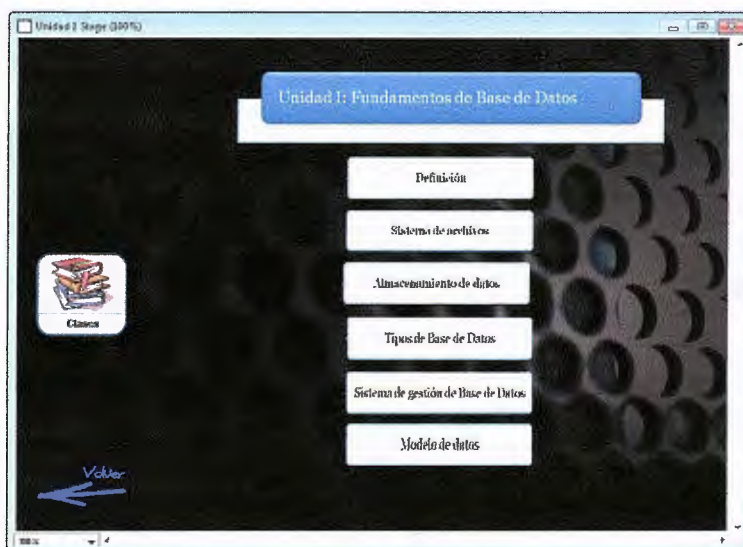 Unidad 2 Stage (100%)
Unidad I: Fundamentos de Base de Datos
Definición
Sistema de archivos
Almacenamiento de datos
Tipos de Base de Datos
Clases
Sistema de gestión de Base de Datos
Modelo de datos
Volver